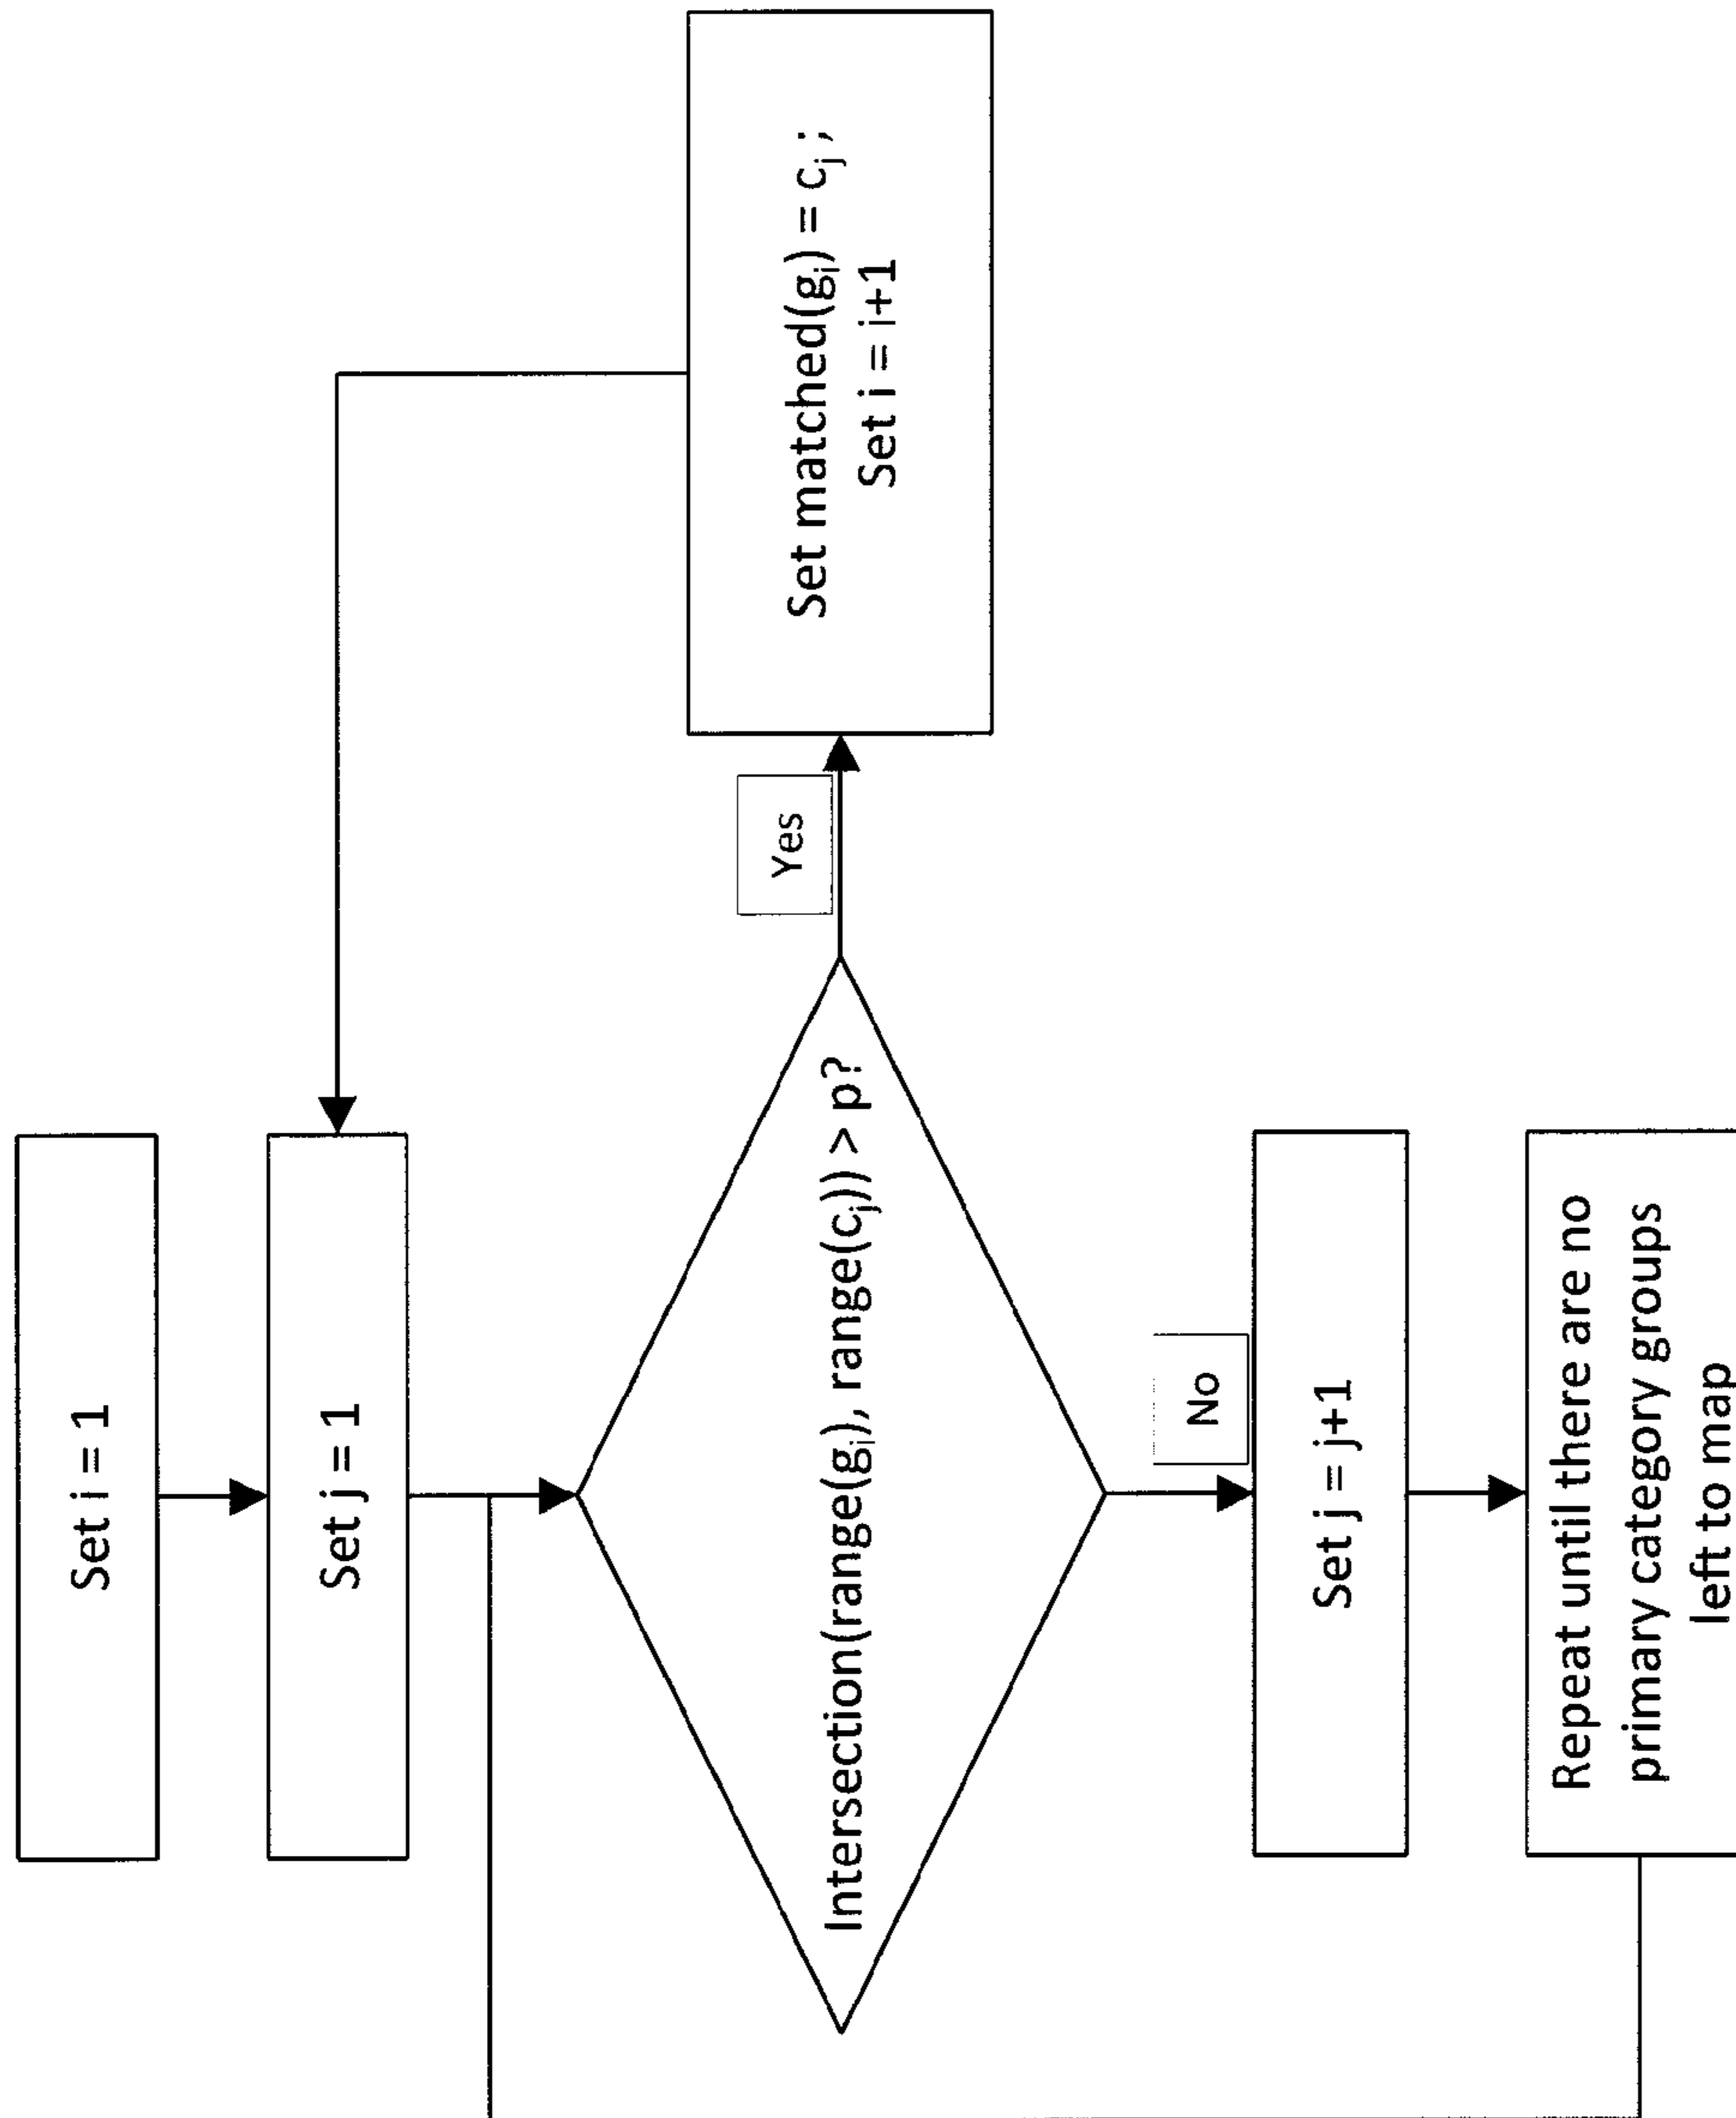 Set i = 1
Set j = 1
Intersection(range(gᵢ), range(cⱼ)) > p?
Yes
Set matched(gᵢ) = cⱼ ;
Set i = i+1
No
Set j = j+1
Repeat until there are no
primary category groups
left to map